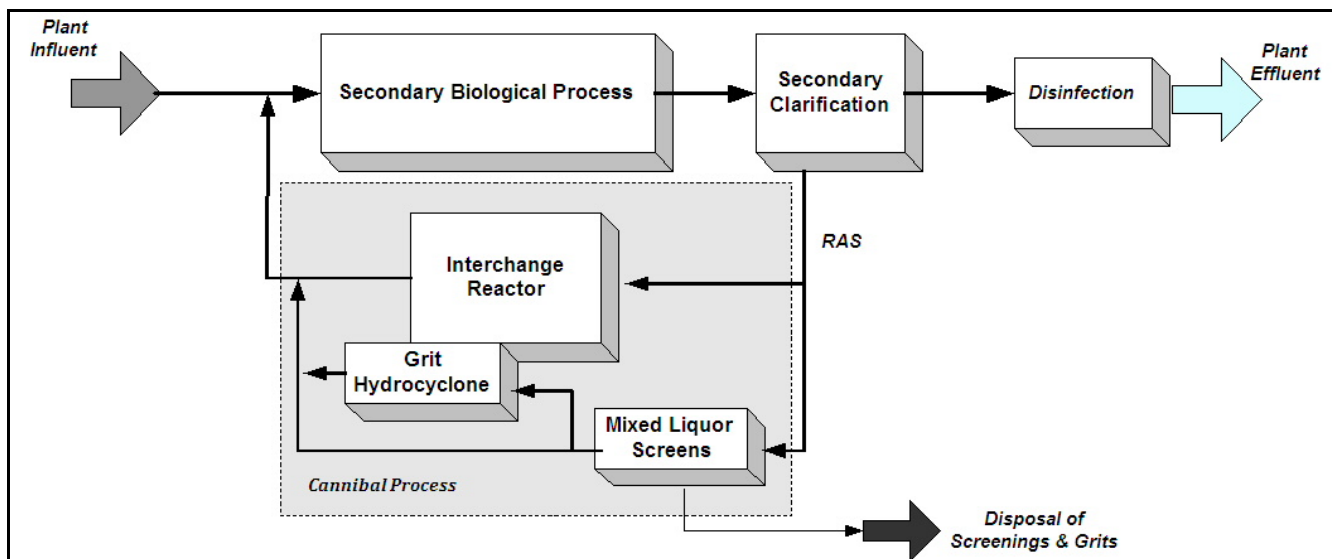 Plant
Influent
Secondary Biological Process
Secondary
Clarification
Disinfection
Plant
Effluent
RAS
Interchange
Reactor
Grit
Hydrocyclone
Mixed Liquor
Screens
Cannibal Process
Disposal of
Screenings & Grits